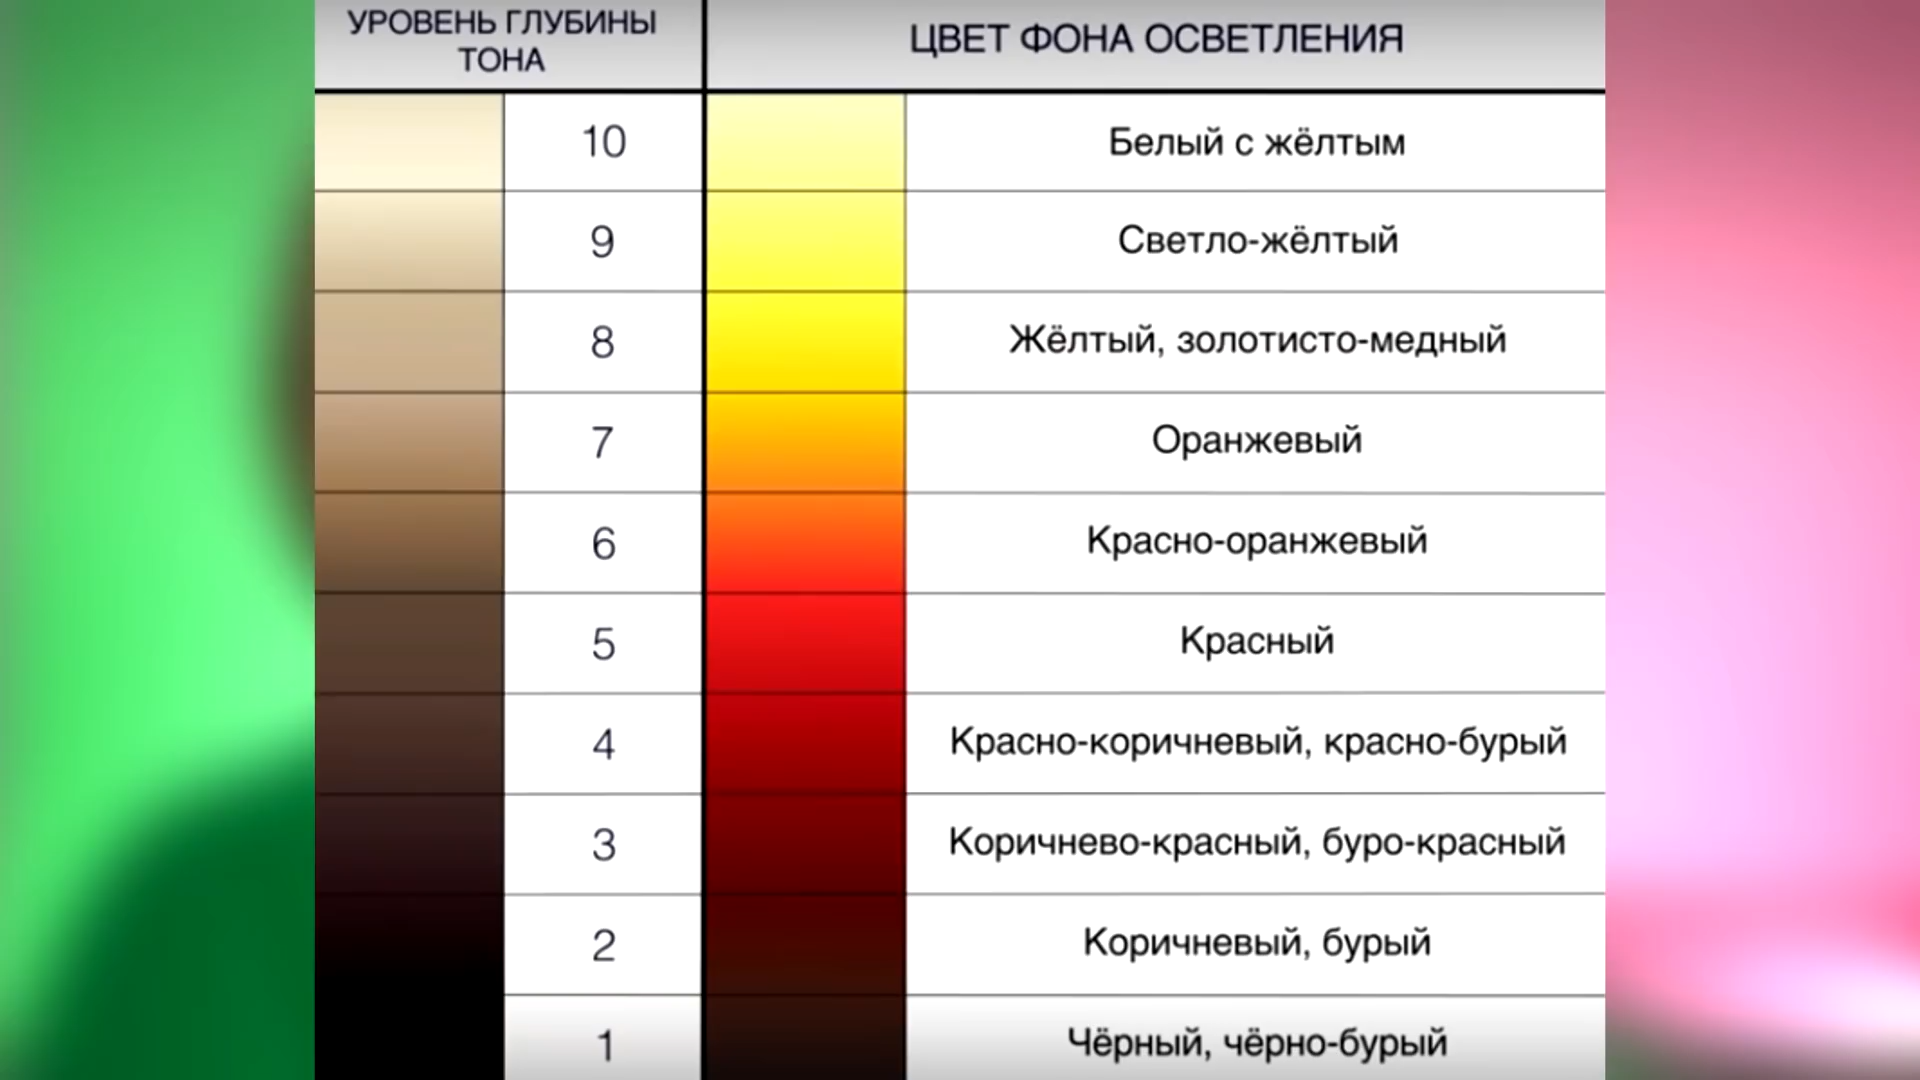 УРОВЕНЬ ГЛУБИНЫ
ТОНА
ЦВЕТ ФОНА ОСВЕТЛЕНИЯ
10 Белый с жёлтым
9 Светло-жёлтый
8 Жёлтый, золотисто-медный
7 Оранжевый
6 Красно-оранжевый
5 Красный
4 Красно-коричневый, красно-бурый
3 Коричнево-красный, буро-красный
2 Коричневый, бурый
1 Чёрный, чёрно-бурый